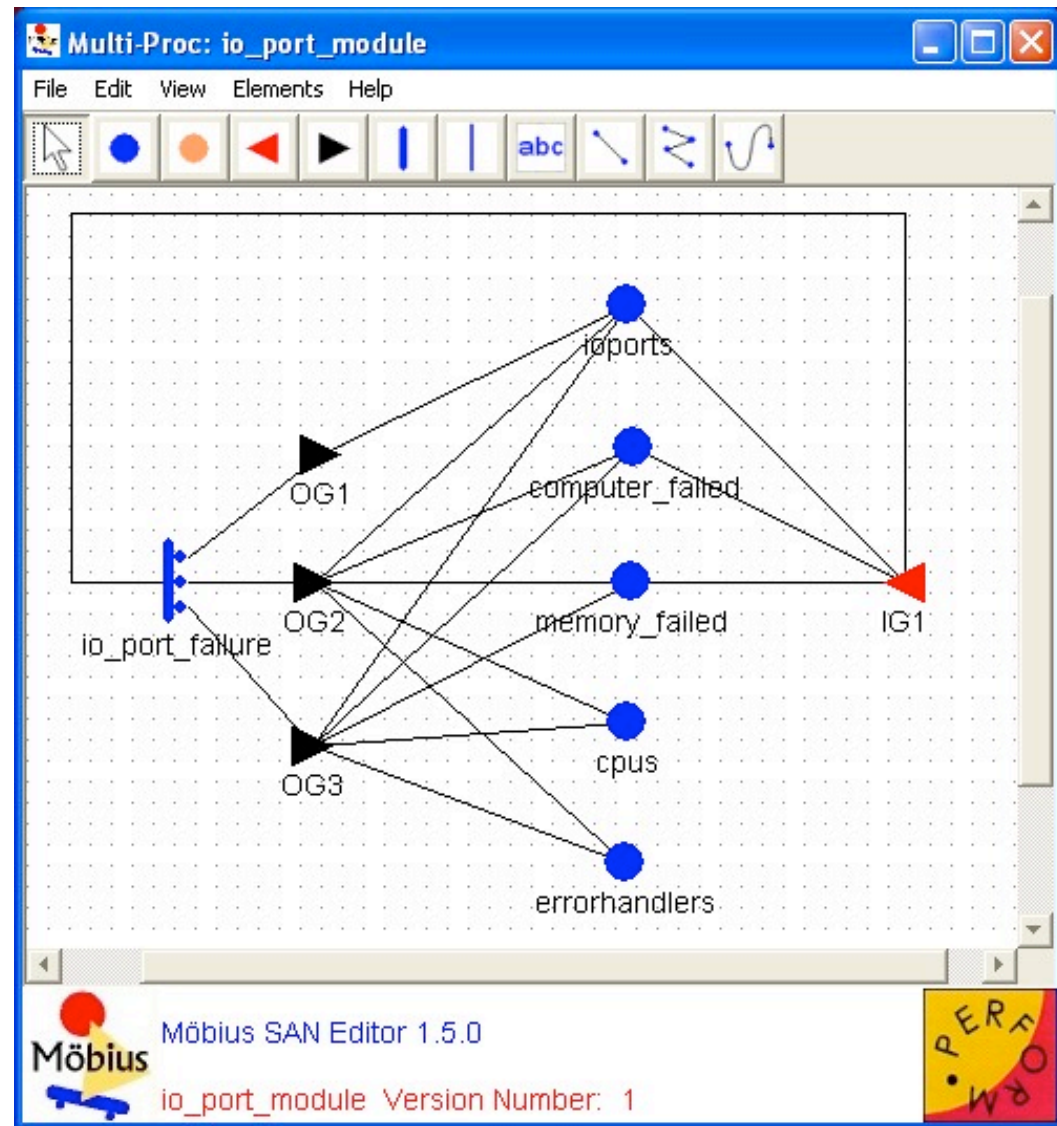 Multi-Proc: io_port_module
File Edit View Elements Help
abc
ioports
OG1
computer_failed
OG2
memory_failed
IG1
io_port_failure
cpus
OG3
errorhandlers
Möbius
Möbius SAN Editor 1.5.0
io_port_module Version Number: 1
PERFORM